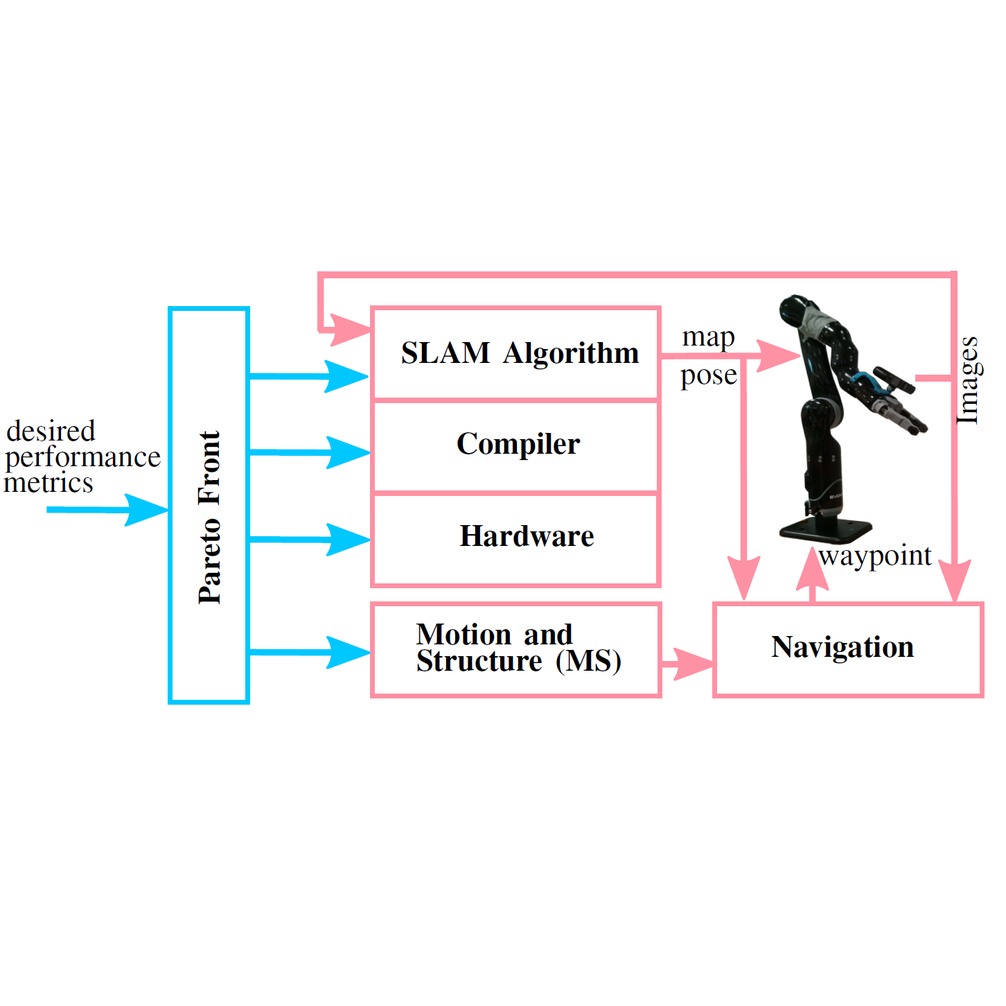 desired
performance
metrics
Pareto Front
SLAM Algorithm
Compiler
Hardware
Motion and
Structure (MS)
map
pose
Images
waypoint
Navigation